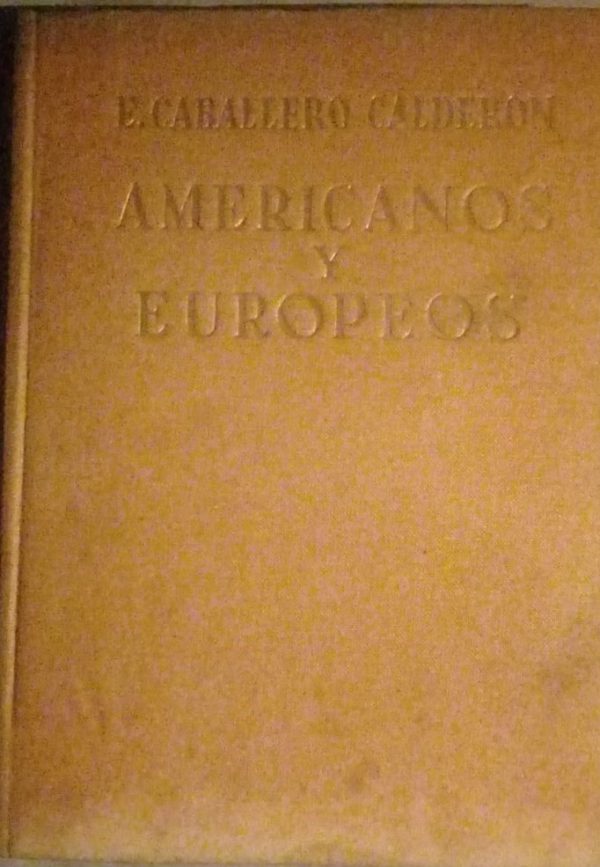 E. CABALLERO CALDERON
AMERICANOS
Y
EUROPEOS